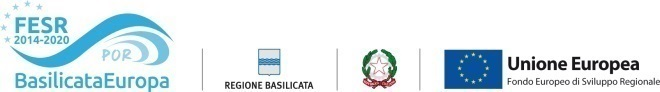 FESR
2014-2020
POR
BasilicataEuropa
REGIONE BASILICATA
Unione Europea
Fondo Europeo di Sviluppo Regionale